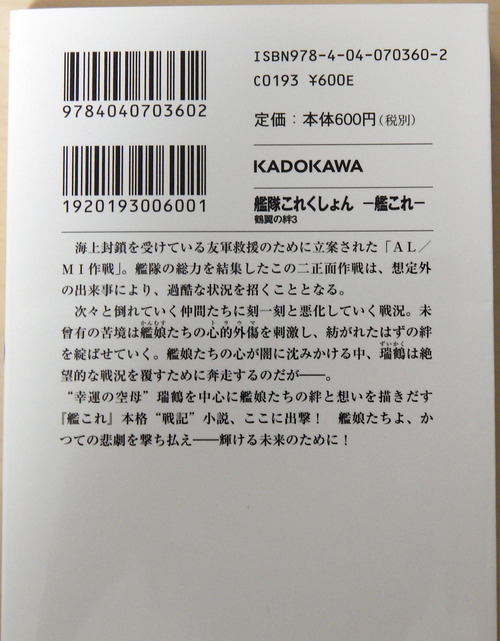 ISBN978-4-04-070360-2
C0193 ¥600E
9784040703602
定価：本体600円（税別）
KADOKAWA
1920193006001
艦隊これくしょん ー艦これー
鶴翼の絆3
海上封鎖を受けている友軍救援のために立案された「ＡＬ／
ＭＩ作戦」。艦隊の総力を結集したこの二正面作戦は、想定外
の出来事により、過酷な状況を招くこととなる。
次々と倒れていく仲間たちに刻一刻と悪化していく戦況。未
曾有の苦境は艦娘たちの心的外傷を刺激し、紡がれたはずの絆
を綻ばせていく。艦娘たちの心が闇に沈みかける中、瑞鶴は絶
望的な戦況を覆すために奔走するのだが――。
“幸運の空母”瑞鶴を中心に艦娘たちの絆と想いを描きだす
『艦これ』本格“戦記”小説、ここに出撃！　艦娘たちよ、か
つての悲劇を撃ち払え――輝ける未来のために！